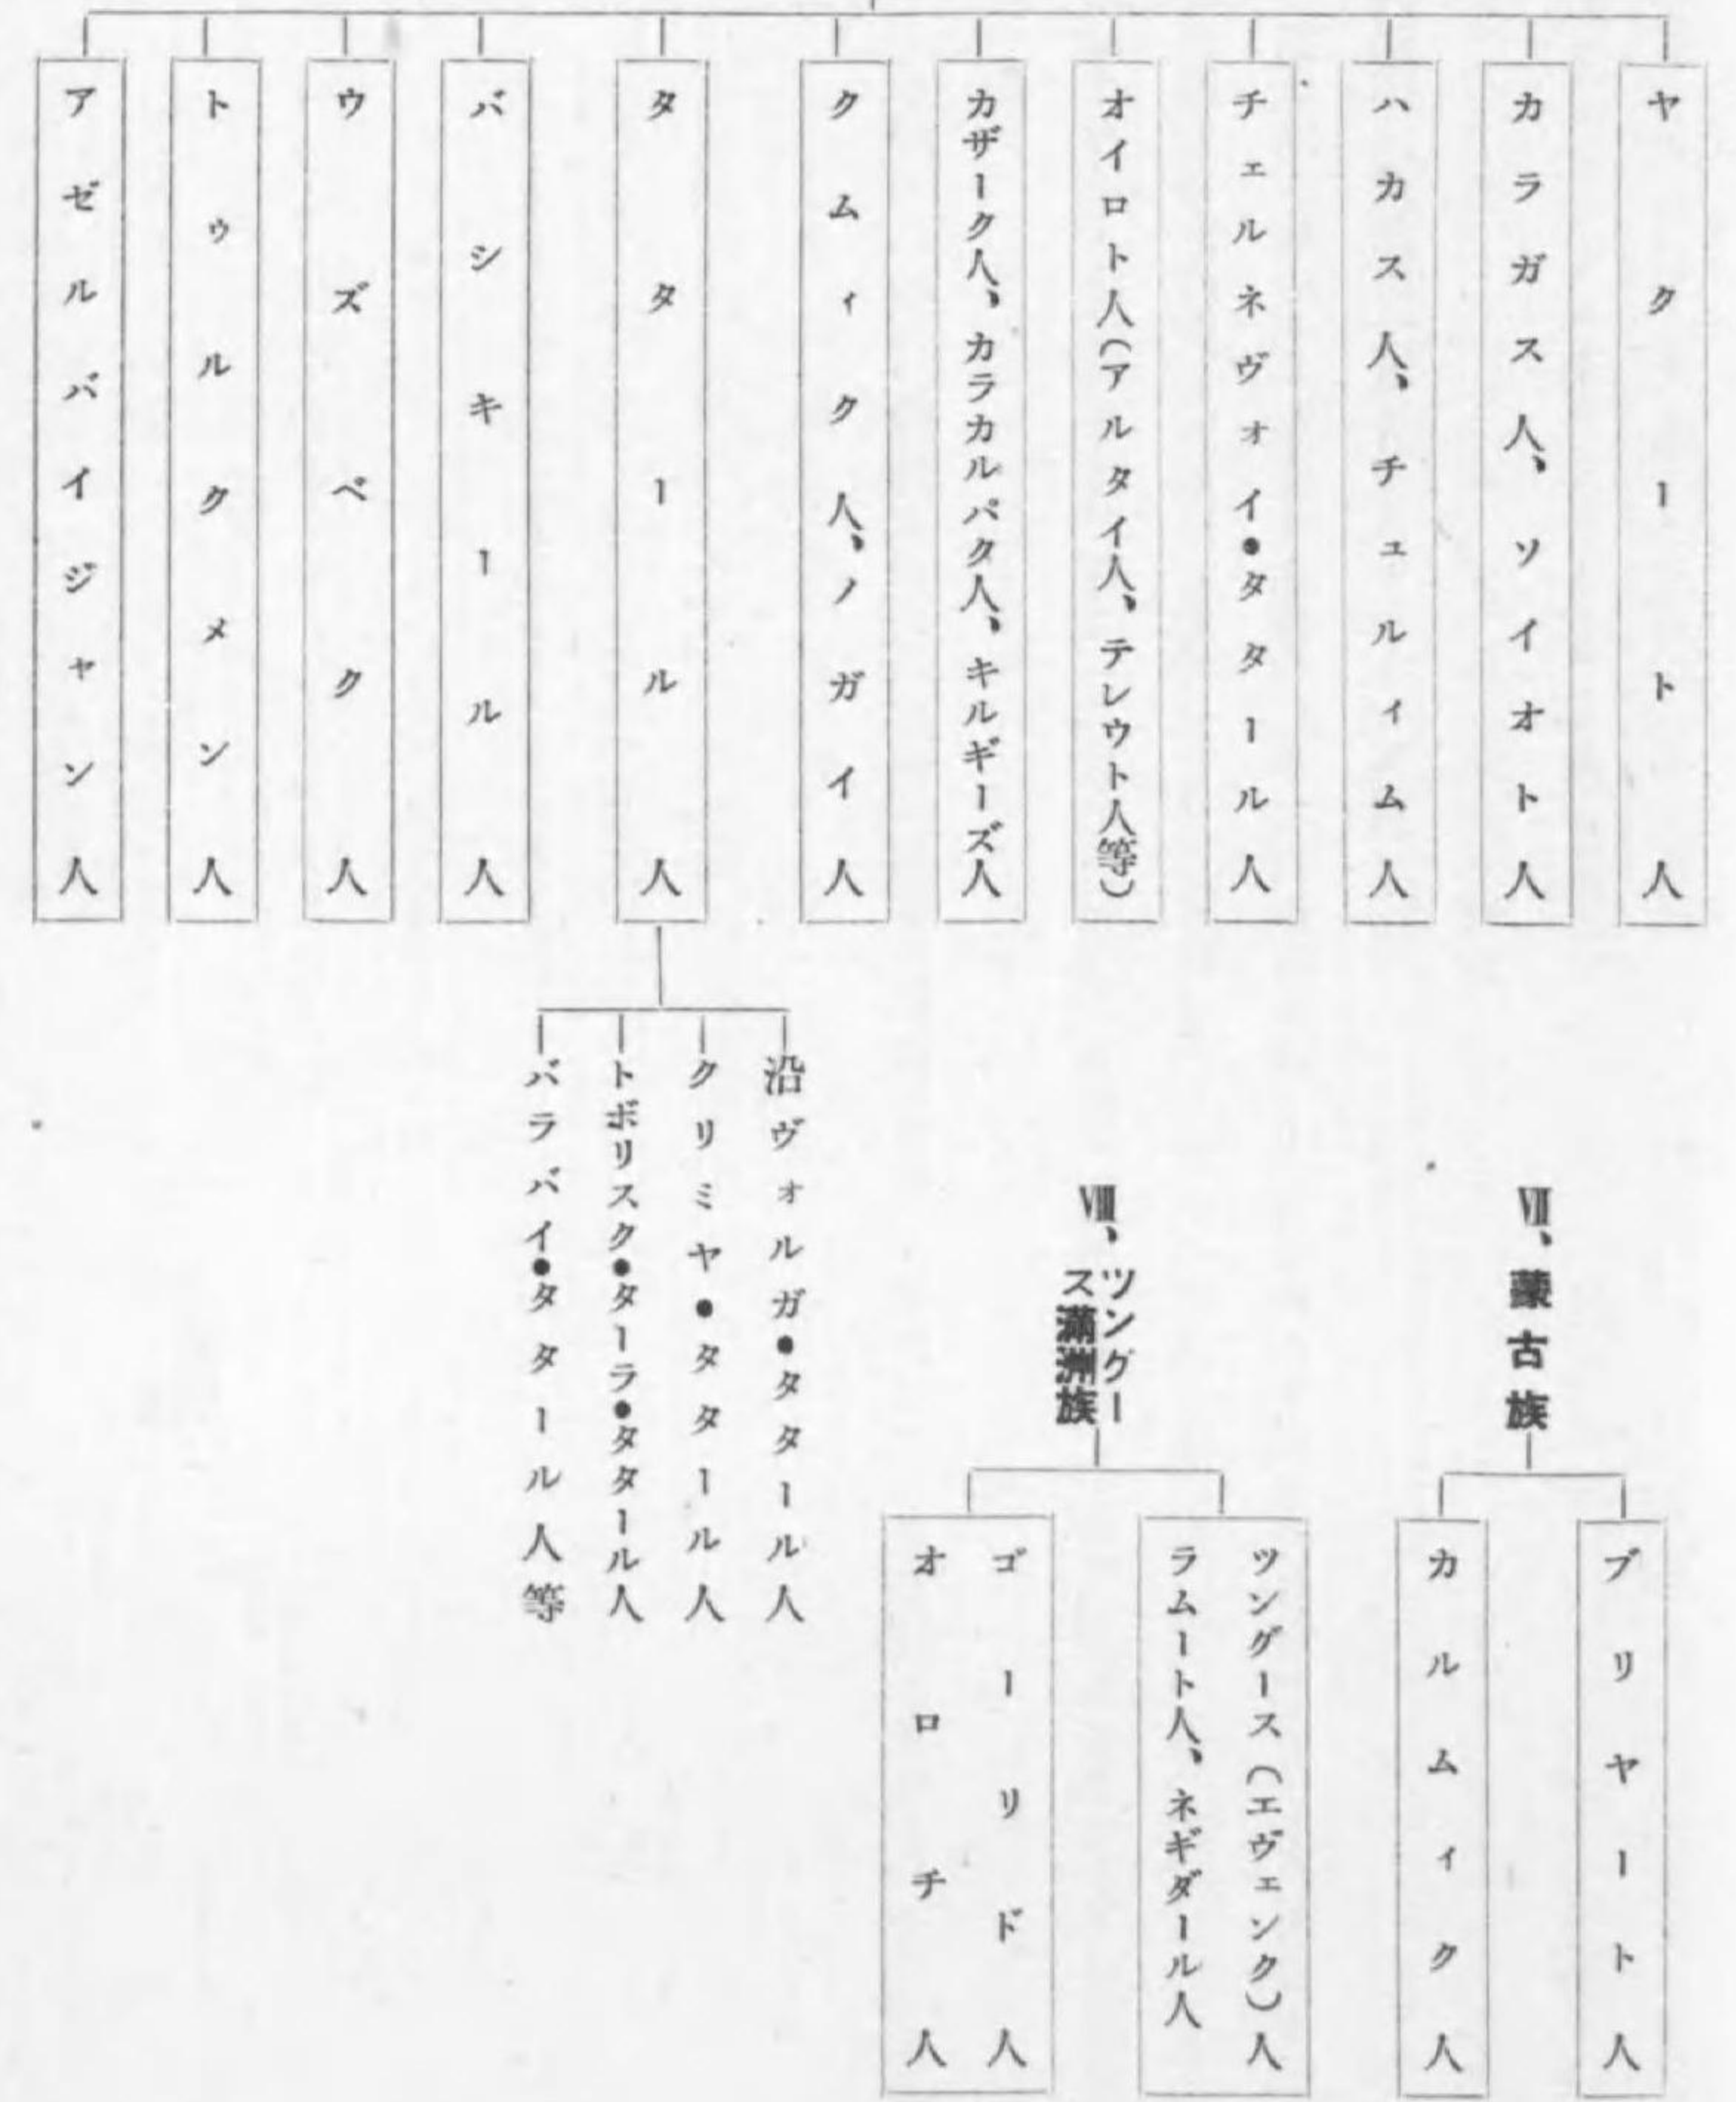 ヤクート人
カラガス人、ソイオト人
ハカス人、チェルィム人
チェルネヴォイ●タタール人
オイロト人(アルタイ人、テレウト人等)
カザーク人、カラカルパク人、キルギーズ人
クムィク人、ノガイ人
タタール人
バシキール人
ウズベク人
トゥルクメン人
アゼルバイジャン人
沿ヴォルガ●タタール人
クリミヤ●タタール人
トボリスク●ターラ●タタール人
バラバイ●タタール人等
Ⅶ、蒙古族
ブリヤート人
カルムィク人
Ⅷ、ツングー
ス滿洲族
ツングース(エヴェンク)人
ラムート人、ネギダール人
ゴーリド人
オロチ人